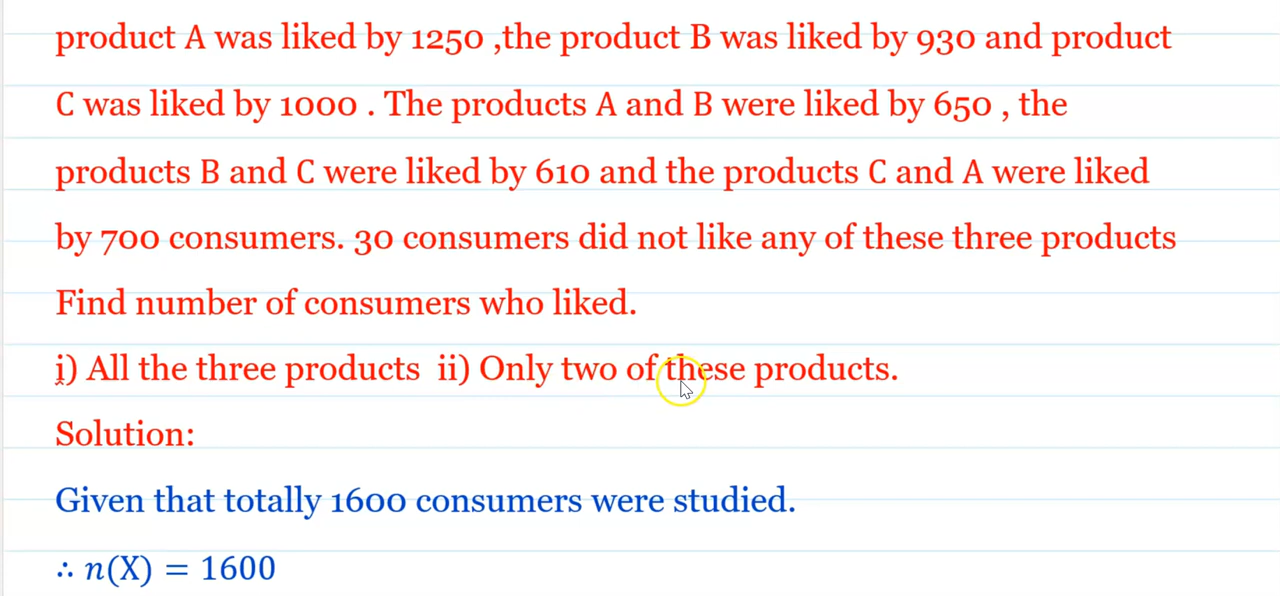 product A was liked by 1250 ,the product B was liked by 930 and product
C was liked by 1000 . The products A and B were liked by 650 , the
products B and C were liked by 610 and the products C and A were liked
by 700 consumers. 30 consumers did not like any of these three products
Find number of consumers who liked.
i) All the three products ii) Only two of these products.
Solution:
Given that totally 1600 consumers were studied.
∴ n(X) = 1600